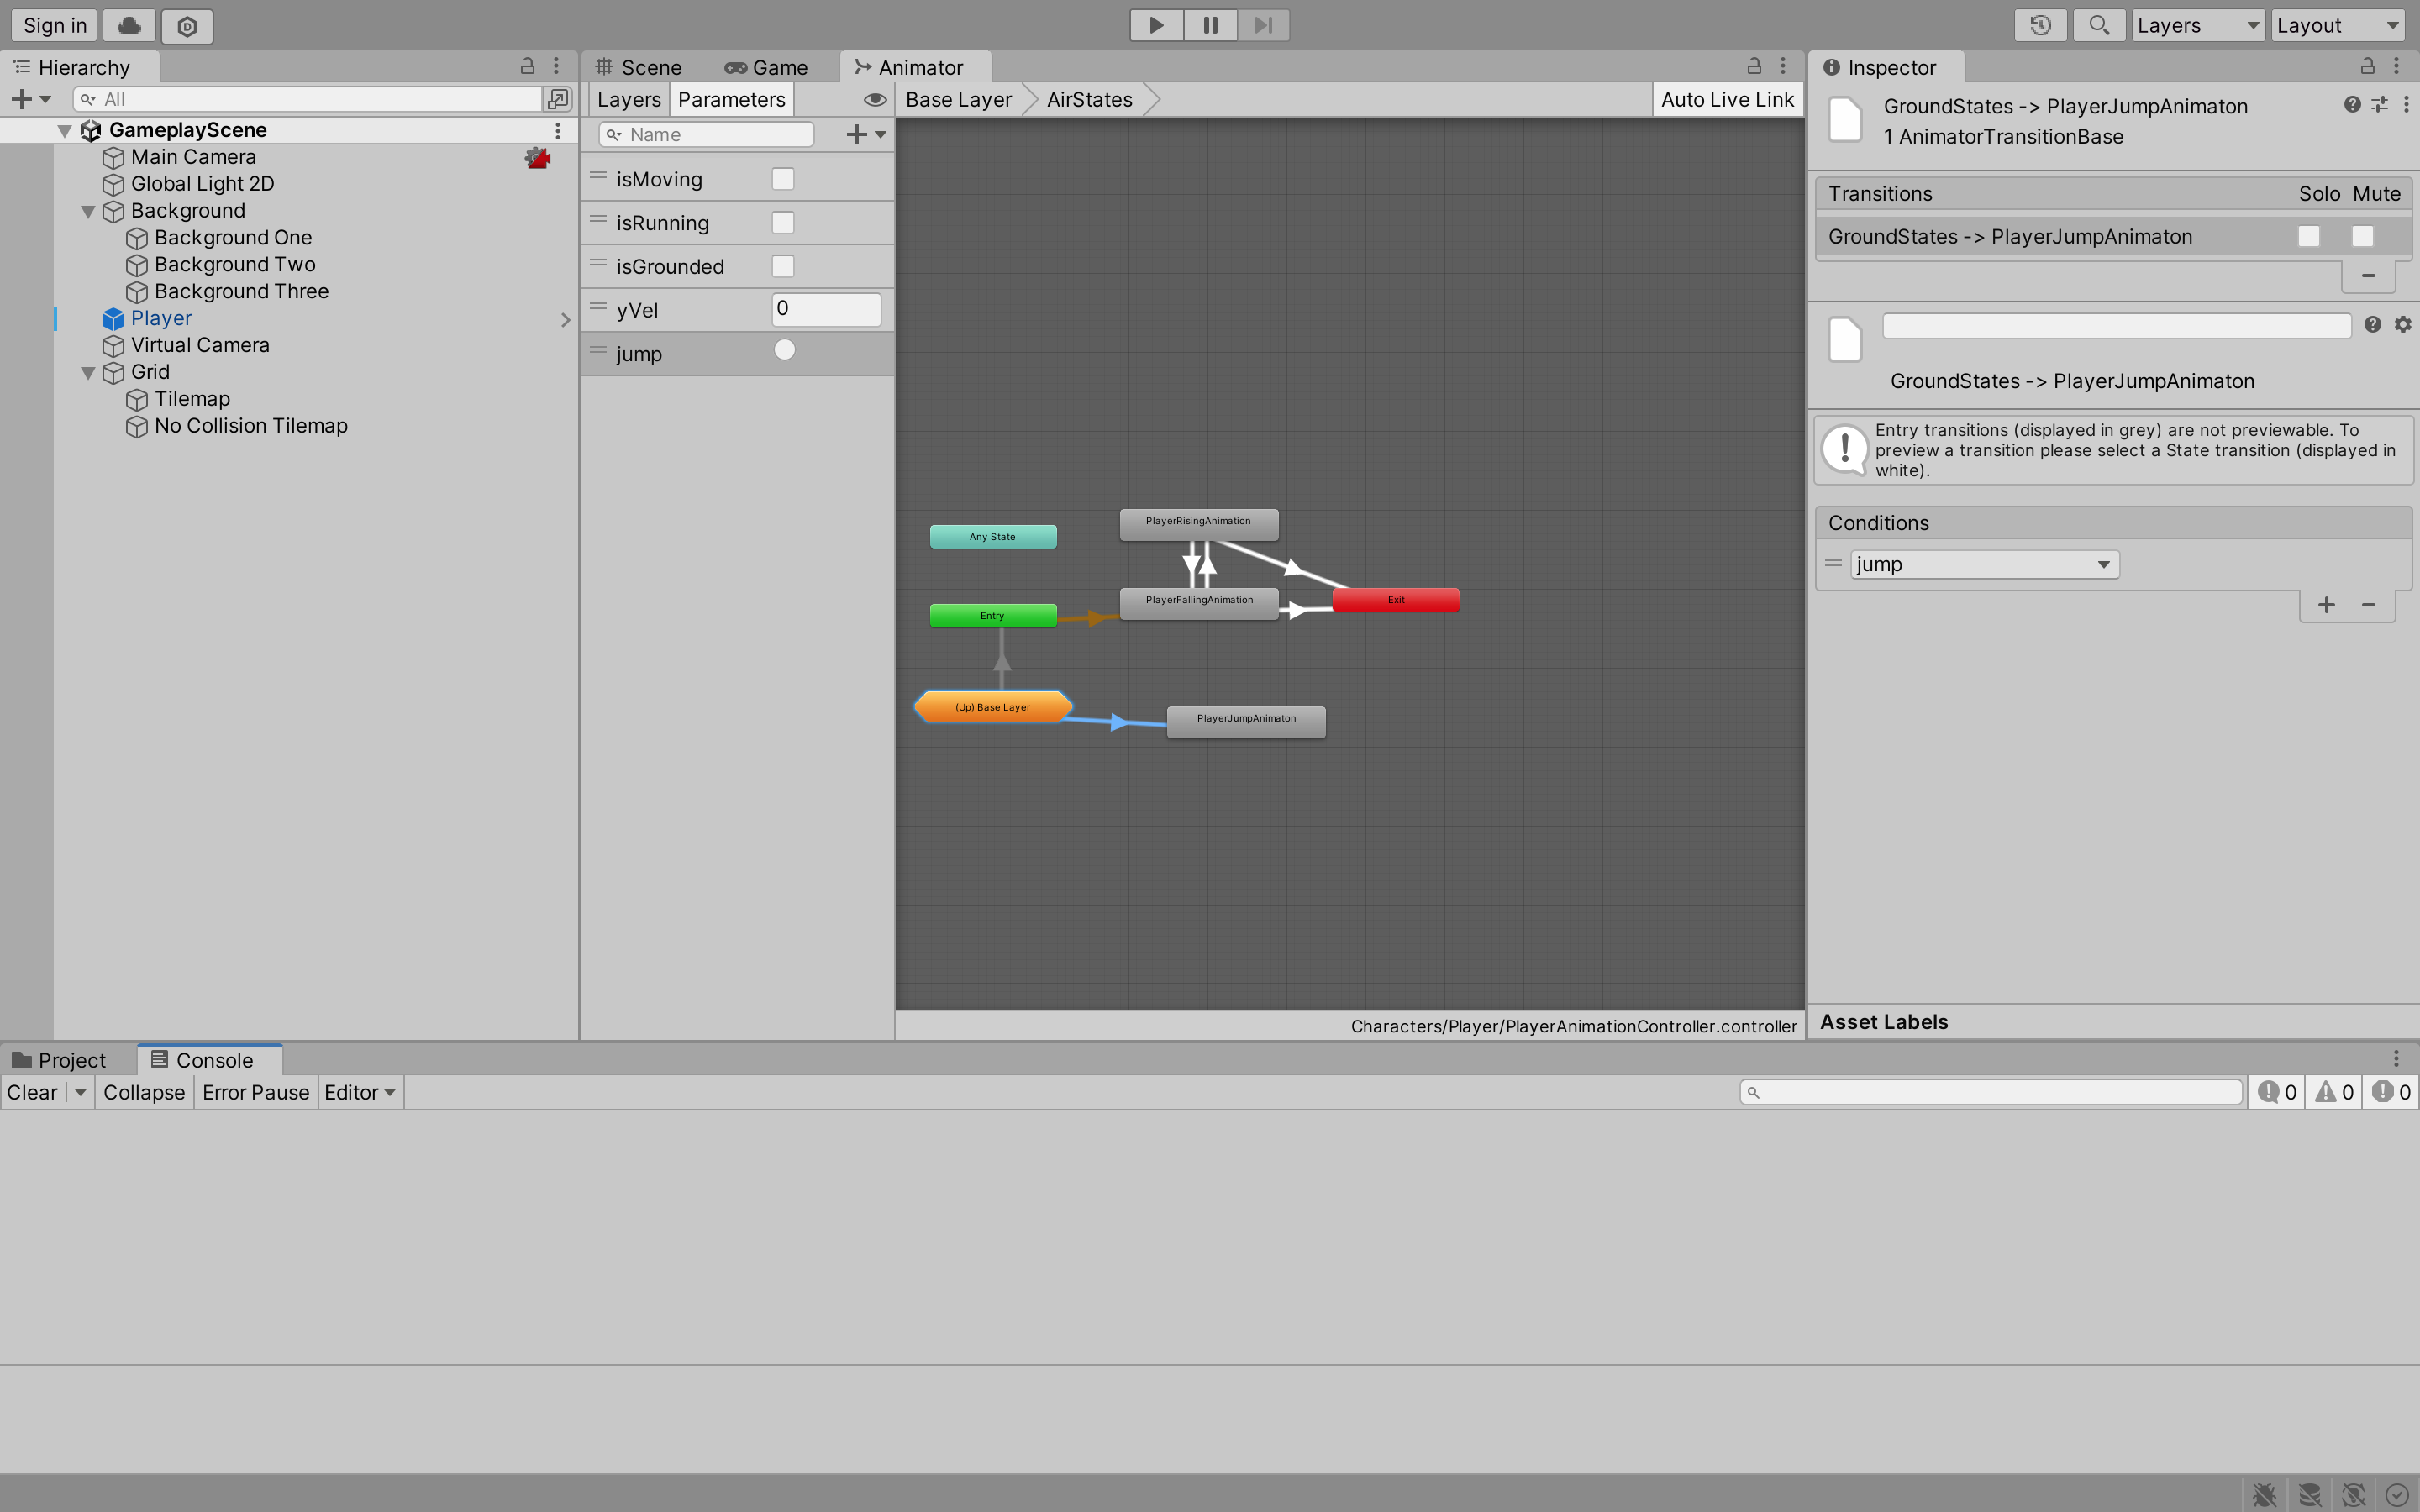 Sign in
Layers
Layout
Hierarchy
All
GameplayScene
Main Camera
Global Light 2D
Background
Background One
Background Two
Background Three
Player
Virtual Camera
Grid
Tilemap
No Collision Tilemap
Scene
Game
Animator
Layers
Parameters
Base Layer
AirStates
Auto Live Link
Name
isMoving
isRunning
isGrounded
yVel
0
jump
Any State
PlayerRisingAnimation
PlayerFallingAnimation
Exit
Entry
(Up) Base Layer
PlayerJumpAnimaton
Characters/Player/PlayerAnimationController.controller
Inspector
GroundStates -> PlayerJumpAnimaton
1 AnimatorTransitionBase
Transitions
Solo
Mute
GroundStates -> PlayerJumpAnimaton
GroundStates -> PlayerJumpAnimaton
Entry transitions (displayed in grey) are not previewable. To
preview a transition please select a State transition (displayed in
white).
Conditions
jump
Asset Labels
Project
Console
Clear
Collapse
Error Pause
Editor
0
0
0